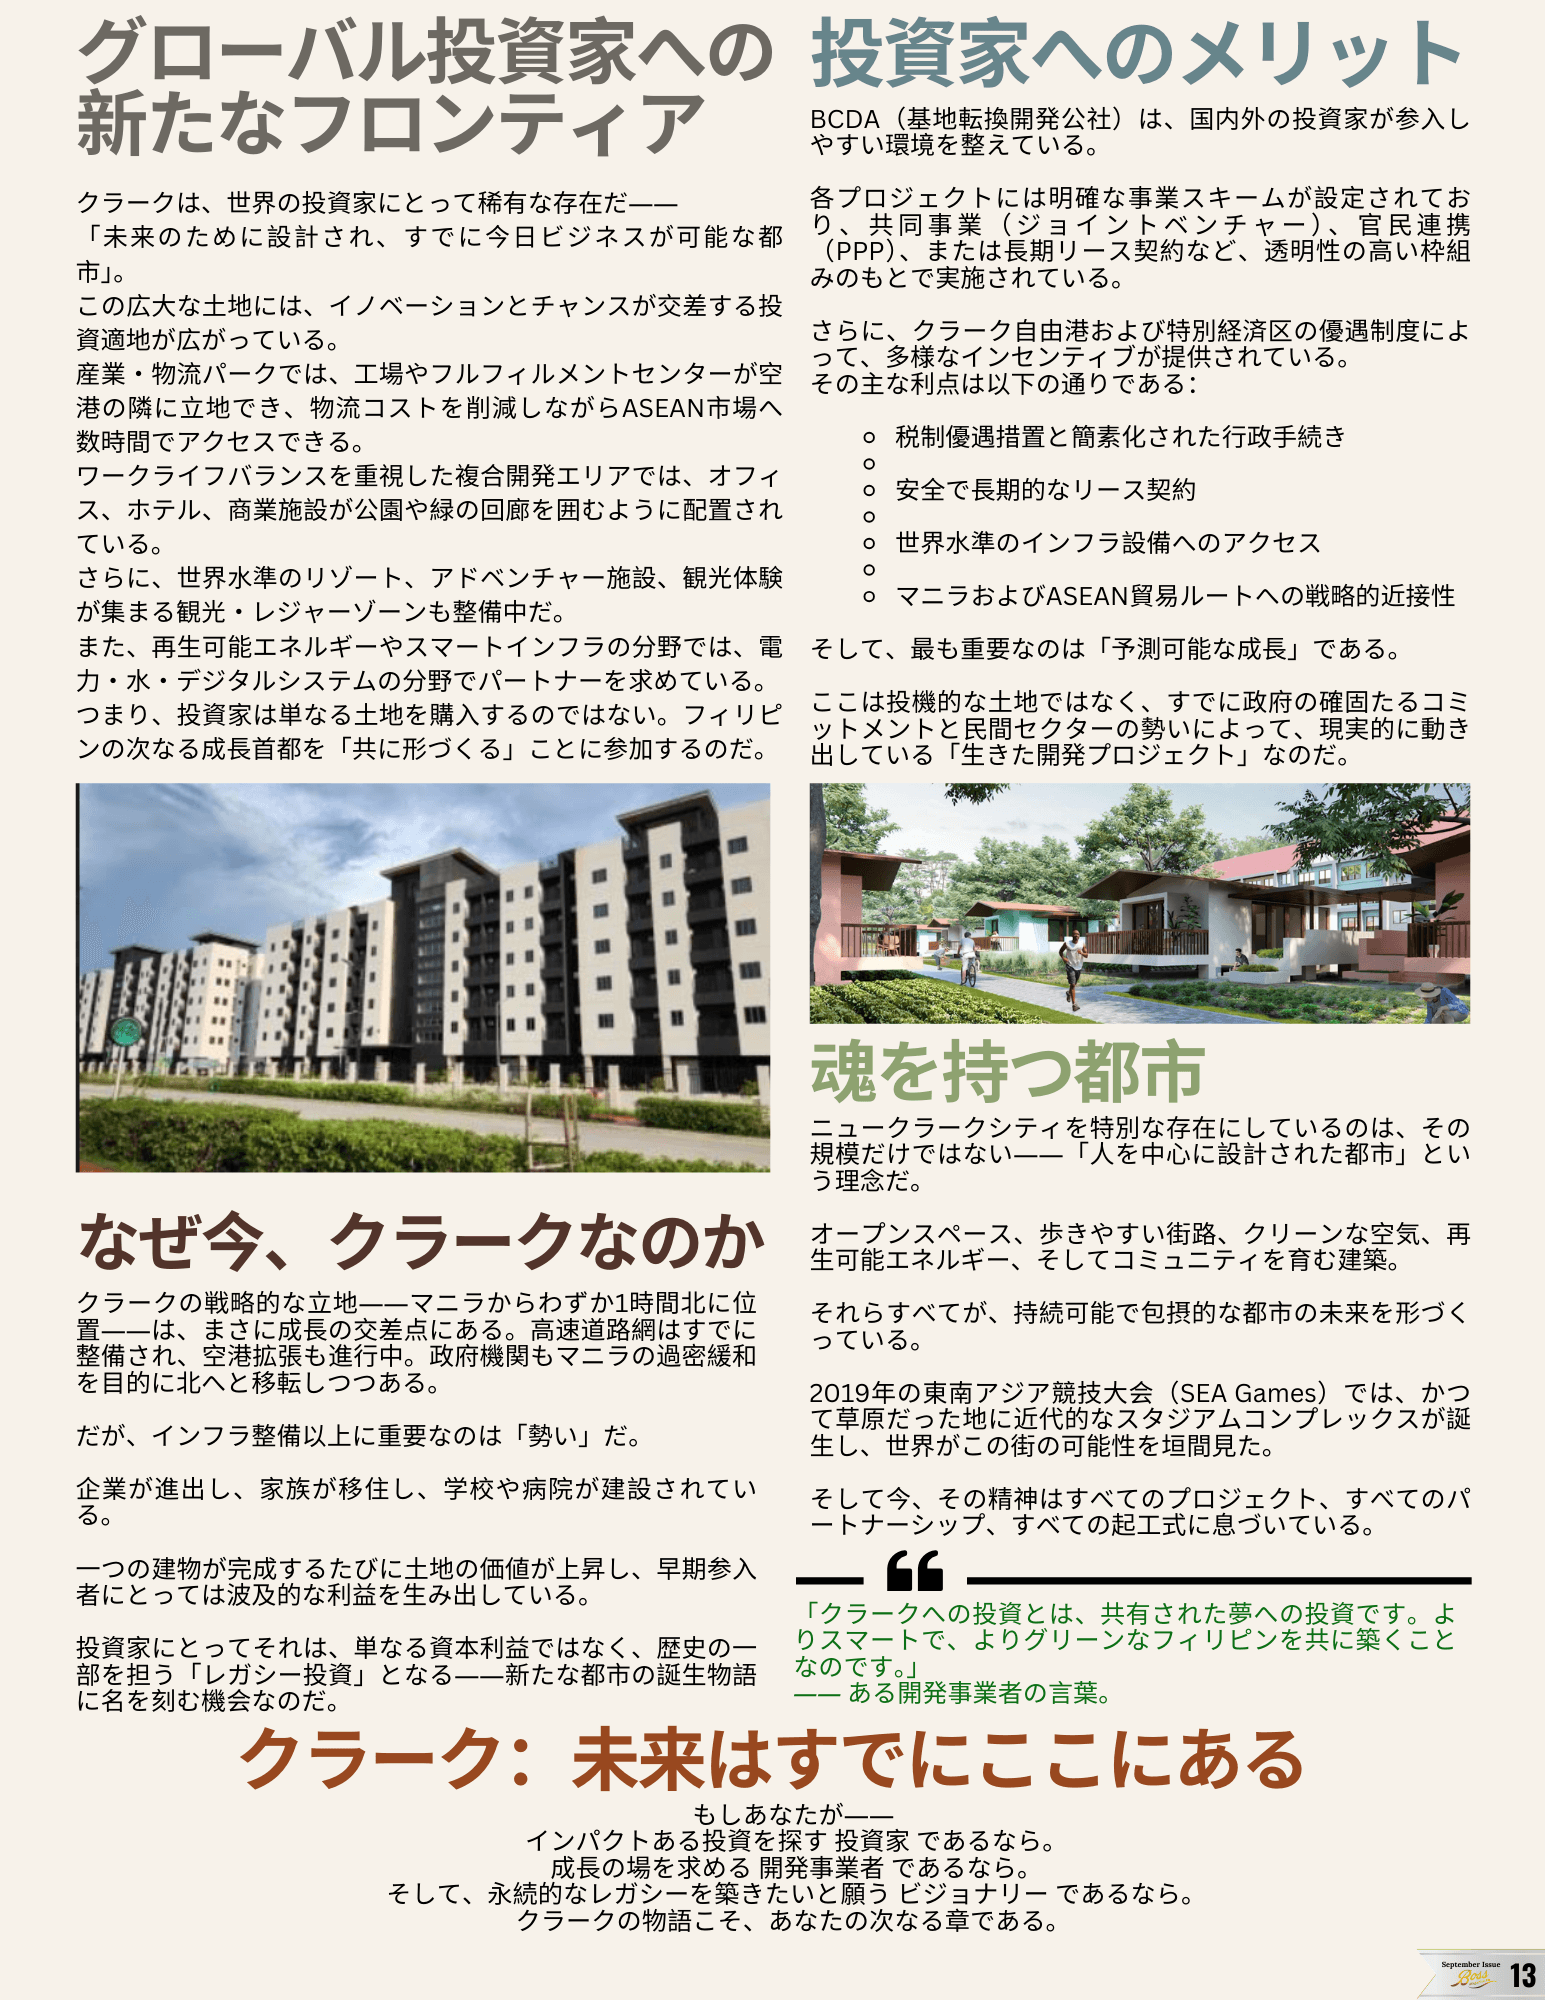 グローバル投資家への
新たなフロンティア
クラークは、世界の投資家にとって稀有な存在だ——
「未来のために設計され、すでに今日ビジネスが可能な都
市」。
この広大な土地には、イノベーションとチャンスが交差する投
資適地が広がっている。
産業・物流パークでは、工場やフルフィルメントセンターが空
港の隣に立地でき、物流コストを削減しながらASEAN市場へ
数時間でアクセスできる。
ワークライフバランスを重視した複合開発エリアでは、オフィ
ス、ホテル、商業施設が公園や緑の回廊を囲むように配置され
ている。
さらに、世界水準のリゾート、アドベンチャー施設、観光体験
が集まる観光・レジャーゾーンも整備中だ。
また、再生可能エネルギーやスマートインフラの分野では、電
力・水・デジタルシステムの分野でパートナーを求めている。
つまり、投資家は単なる土地を購入するのではない。フィリピ
ンの次なる成長首都を「共に形づくる」ことに参加するのだ。
なぜ今、クラークなのか
クラークの戦略的な立地——マニラからわずか1時間北に位
置——は、まさに成長の交差点にある。高速道路網はすでに
整備され、空港拡張も進行中。政府機関もマニラの過密緩和
を目的に北へと移転しつつある。
だが、インフラ整備以上に重要なのは「勢い」だ。
企業が進出し、家族が移住し、学校や病院が建設されてい
る。
一つの建物が完成するたびに土地の価値が上昇し、早期参入
者にとっては波及的な利益を生み出している。
投資家にとってそれは、単なる資本利益ではなく、歴史の一
部を担う「レガシー投資」となる——新たな都市の誕生物語
に名を刻む機会なのだ。
投資家へのメリット
BCDA（基地転換開発公社）は、国内外の投資家が参入し
やすい環境を整えている。
各プロジェクトには明確な事業スキームが設定されてお
り、共同事業（ジョイントベンチャー）、官民連携
（PPP）、または長期リース契約など、透明性の高い枠組
みのもとで実施されている。
さらに、クラーク自由港および特別経済区の優遇制度によ
って、多様なインセンティブが提供されている。
その主な利点は以下の通りである：
税制優遇措置と簡素化された行政手続き
安全で長期的なリース契約
世界水準のインフラ設備へのアクセス
マニラおよびASEAN貿易ルートへの戦略的近接性
そして、最も重要なのは「予測可能な成長」である。
ここは投機的な土地ではなく、すでに政府の確固たるコミ
ットメントと民間セクターの勢いによって、現実的に動き
出している「生きた開発プロジェクト」なのだ。
魂を持つ都市
ニュークラークシティを特別な存在にしているのは、その
規模だけではない——「人を中心に設計された都市」とい
う理念だ。
オープンスペース、歩きやすい街路、クリーンな空気、再
生可能エネルギー、そしてコミュニティを育む建築。
それらすべてが、持続可能で包摂的な都市の未来を形づく
っている。
2019年の東南アジア競技大会（SEA Games）では、かつ
て草原だった地に近代的なスタジアムコンプレックスが誕
生し、世界がこの街の可能性を垣間見た。
そして今、その精神はすべてのプロジェクト、すべてのパ
ートナーシップ、すべての起工式に息づいている。
「クラークへの投資とは、共有された夢への投資です。よ
りスマートで、よりグリーンなフィリピンを共に築くこと
なのです。」
—— ある開発事業者の言葉。
クラーク：未来はすでにここにある
もしあなたが——
インパクトある投資を探す 投資家 であるなら。
成長の場を求める 開発事業者 であるなら。
そして、永続的なレガシーを築きたいと願う ビジョナリー であるなら。
クラークの物語こそ、あなたの次なる章である。
September Issue
Boss
13